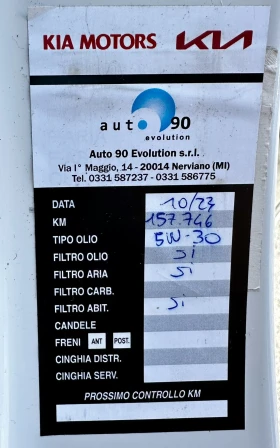 KIA MOTORS KIA
auto 90
evolution
Auto 90 Evolution s.r.l.
Via I° Maggio, 14 - 20014 Nerviano (MI)
Tel. 0331 587237 - 0331 586775
DATA 10/23
KM 157.746
TIPO OLIO 5W-30
FILTRO OLIO Si
FILTRO ARIA Si
FILTRO CARB.
FILTRO ABIT. Si
CANDELE
FRENI ANT POST.
CINGHIA DISTR.
CINGHIA SERV.
PROSSIMO CONTROLLO KM